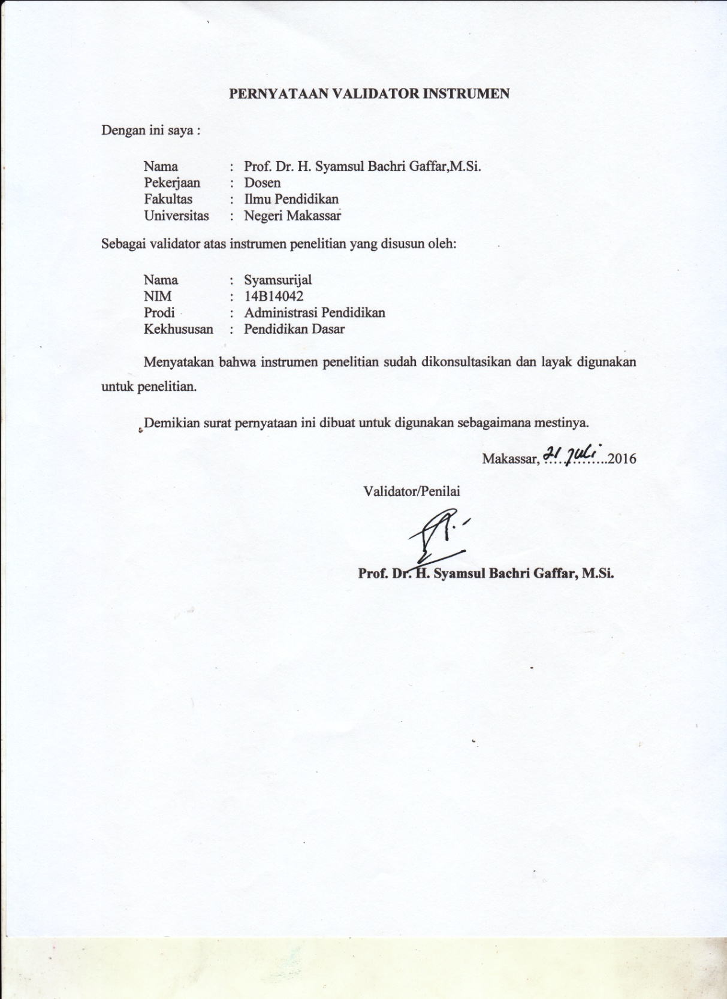 PERNYATAAN VALIDATOR INSTRUMEN
Dengan ini saya :
Nama : Prof. Dr. H. Syamsul Bachri Gaffar,M.Si.
Pekerjaan : Dosen
Fakultas : Ilmu Pendidikan
Universitas : Negeri Makassar
Sebagai validator atas instrumen penelitian yang disusun oleh:
Nama : Syamsurijal
NIM : 14B14042
Prodi : Administrasi Pendidikan
Kekhususan : Pendidikan Dasar
Menyatakan bahwa instrumen penelitian sudah dikonsultasikan dan layak digunakan
untuk penelitian.
Demikian surat pernyataan ini dibuat untuk digunakan sebagaimana mestinya.
Makassar, 21 Juli 2016
Validator/Penilai
Prof. Dr. H. Syamsul Bachri Gaffar, M.Si.